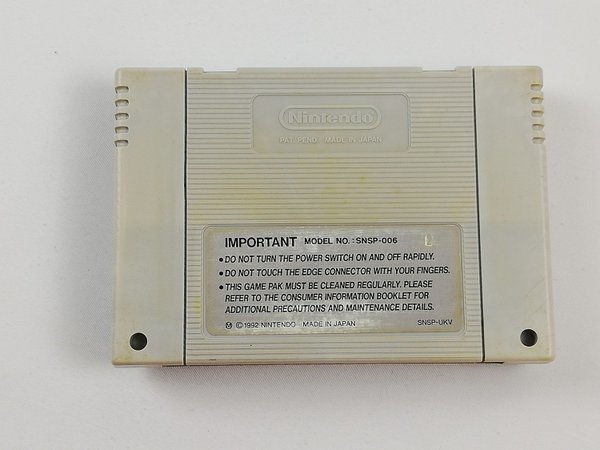 Nintendo
PAT. PEND. MADE IN JAPAN
IMPORTANT MODEL NO.: SNSP-006
• DO NOT TURN THE POWER SWITCH ON AND OFF RAPIDLY.
• DO NOT TOUCH THE EDGE CONNECTOR WITH YOUR FINGERS.
• THIS GAME PAK MUST BE CLEANED REGULARLY. PLEASE
REFER TO THE CONSUMER INFORMATION BOOKLET FOR
ADDITIONAL PRECAUTIONS AND MAINTENANCE DETAILS.
Ⓜ ©1992 NINTENDO MADE IN JAPAN SNSP-UKV